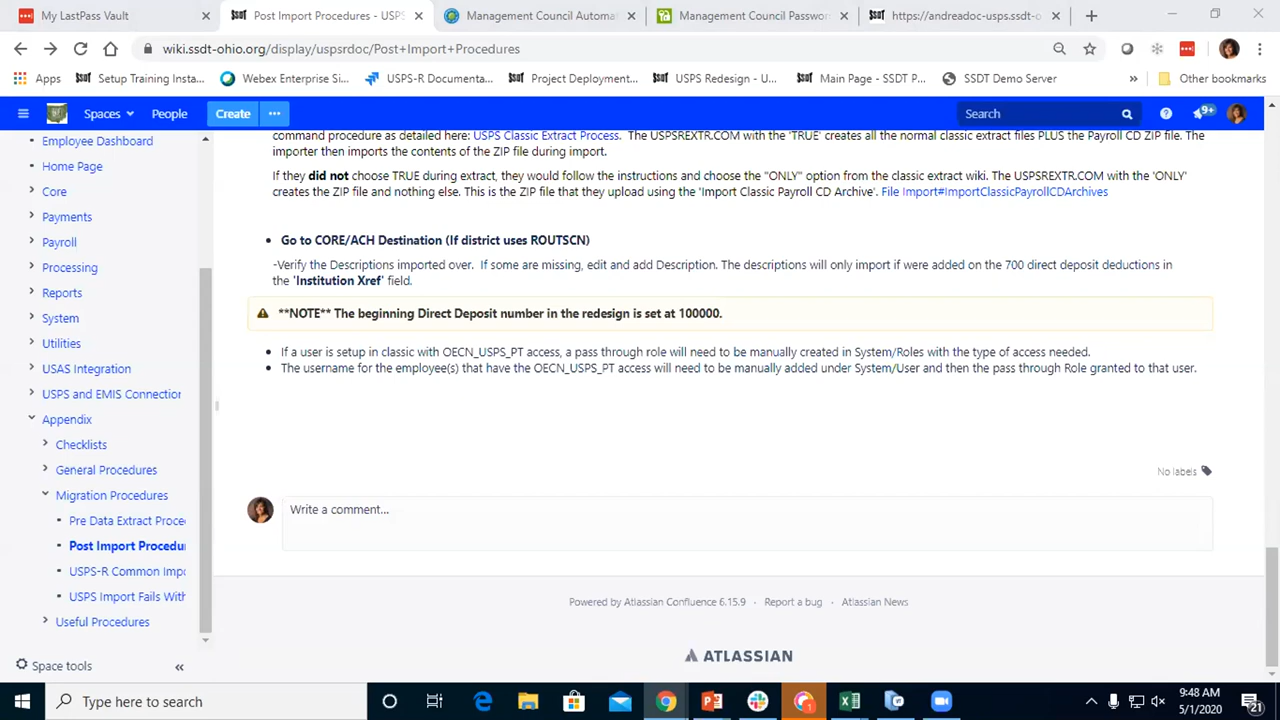 My LastPass Vault
Post Import Procedures - USPS
Management Council Automa
Management Council Passwor
https://andreadoc-usps.ssdt-o
wiki.ssdt-ohio.org/display/uspsrdoc/Post+Import+Procedures
Apps
Setup Training Insta...
Webex Enterprise Si...
USPS-R Documenta...
Project Deployment...
USPS Redesign - U...
Main Page - SSDT P...
SSDT Demo Server
»
Other bookmarks
Spaces
People
Create
Search
9+
Employee Dashboard
Home Page
Core
Payments
Payroll
Processing
Reports
System
Utilities
USAS Integration
USPS and EMIS Connection
Appendix
Checklists
General Procedures
Migration Procedures
Pre Data Extract Proce
Post Import Procedu
USPS-R Common Impo
USPS Import Fails With
Useful Procedures
Space tools
command procedure as detailed here: USPS Classic Extract Process. The USPSREXTR.COM with the 'TRUE' creates all the normal classic extract files PLUS the Payroll CD ZIP file. The
importer then imports the contents of the ZIP file during import.
If they did not choose TRUE during extract, they would follow the instructions and choose the "ONLY" option from the classic extract wiki. The USPSREXTR.COM with the 'ONLY'
creates the ZIP file and nothing else. This is the ZIP file that they upload using the 'Import Classic Payroll CD Archive'. File Import#ImportClassicPayrollCDArchives
• Go to CORE/ACH Destination (If district uses ROUTSCN)
-Verify the Descriptions imported over. If some are missing, edit and add Description. The descriptions will only import if were added on the 700 direct deposit deductions in
the 'Institution Xref' field.
**NOTE** The beginning Direct Deposit number in the redesign is set at 100000.
• If a user is setup in classic with OECN_USPS_PT access, a pass through role will need to be manually created in System/Roles with the type of access needed.
• The username for the employee(s) that have the OECN_USPS_PT access will need to be manually added under System/User and then the pass through Role granted to that user.
No labels
Write a comment...
Powered by Atlassian Confluence 6.15.9 · Report a bug · Atlassian News
ATLASSIAN
Type here to search
9:48 AM
5/1/2020
21